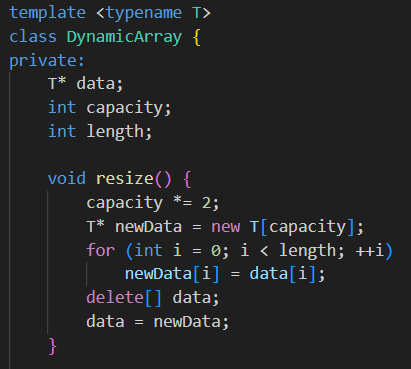 template <typename T>
class DynamicArray {
private:
    T* data;
    int capacity;
    int length;

    void resize() {
        capacity *= 2;
        T* newData = new T[capacity];
        for (int i = 0; i < length; ++i)
            newData[i] = data[i];
        delete[] data;
        data = newData;
    }